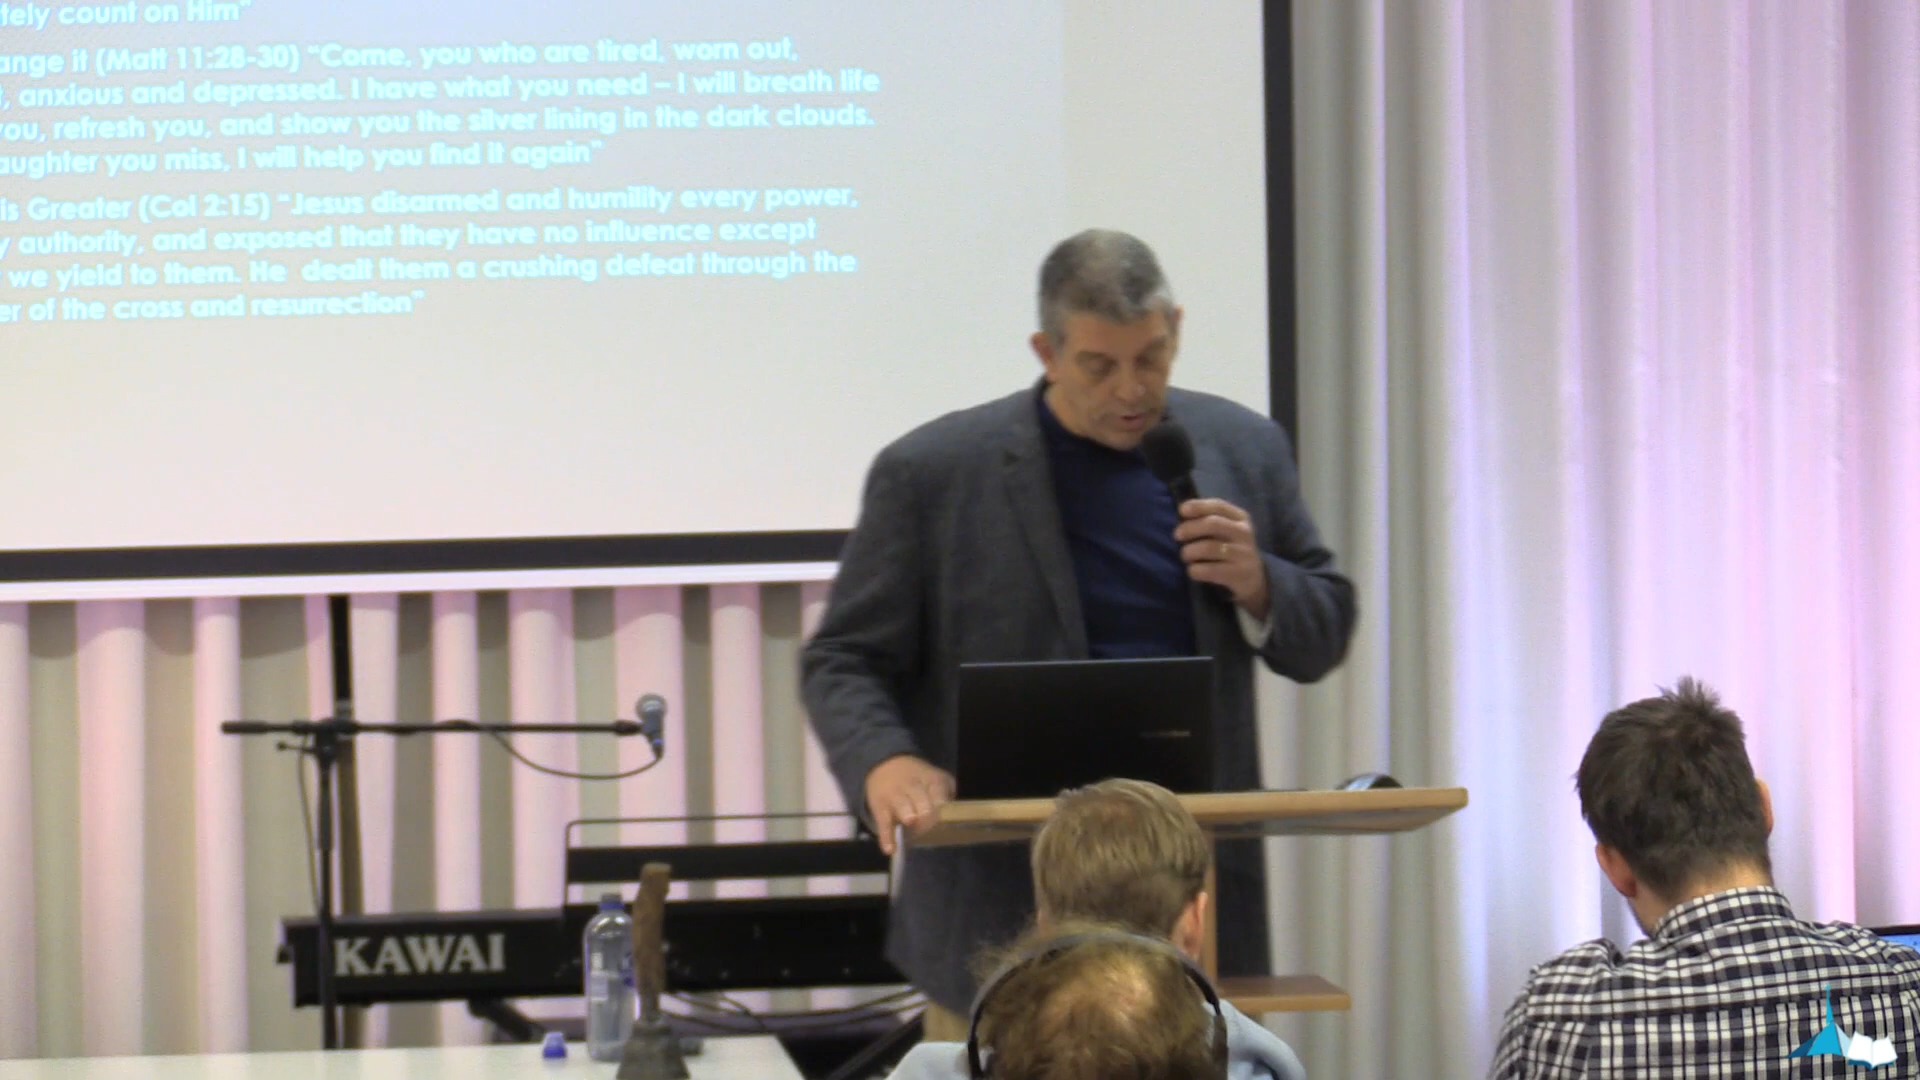 tely count on Him"
ange it (Matt 11:28-30) "Come, you who are tired, worn out,
, anxious and depressed. I have what you need – I will breath life
you, refresh you, and show you the silver lining in the dark clouds.
aughter you miss, I will help you find it again"
is Greater (Col 2:15) "Jesus disarmed and humility every power,
y authority, and exposed that they have no influence except
we yield to them. He dealt them a crushing defeat through the
er of the cross and resurrection"
KAWAI